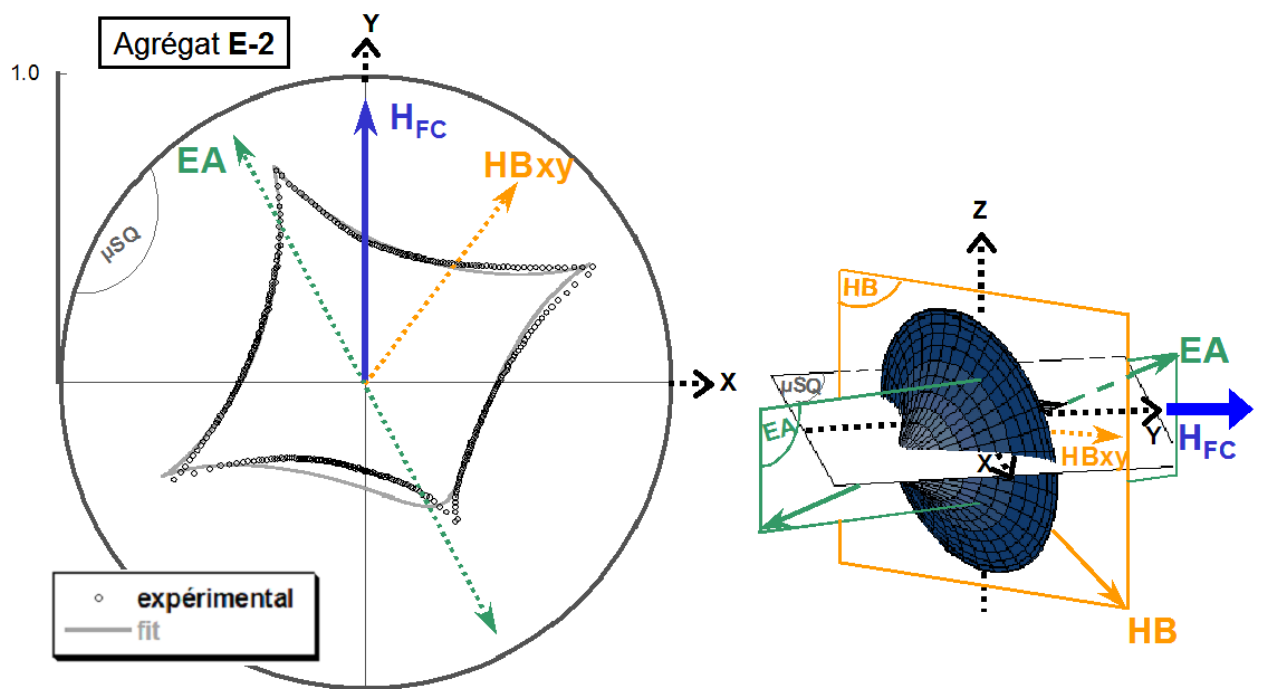 Agrégat E-2
Y
1.0
HFC
EA
HBxy
µSQ
X
expérimental
fit
Z
HB
EA
µSQ
EA
Y
HFC
HBxy
X
HB